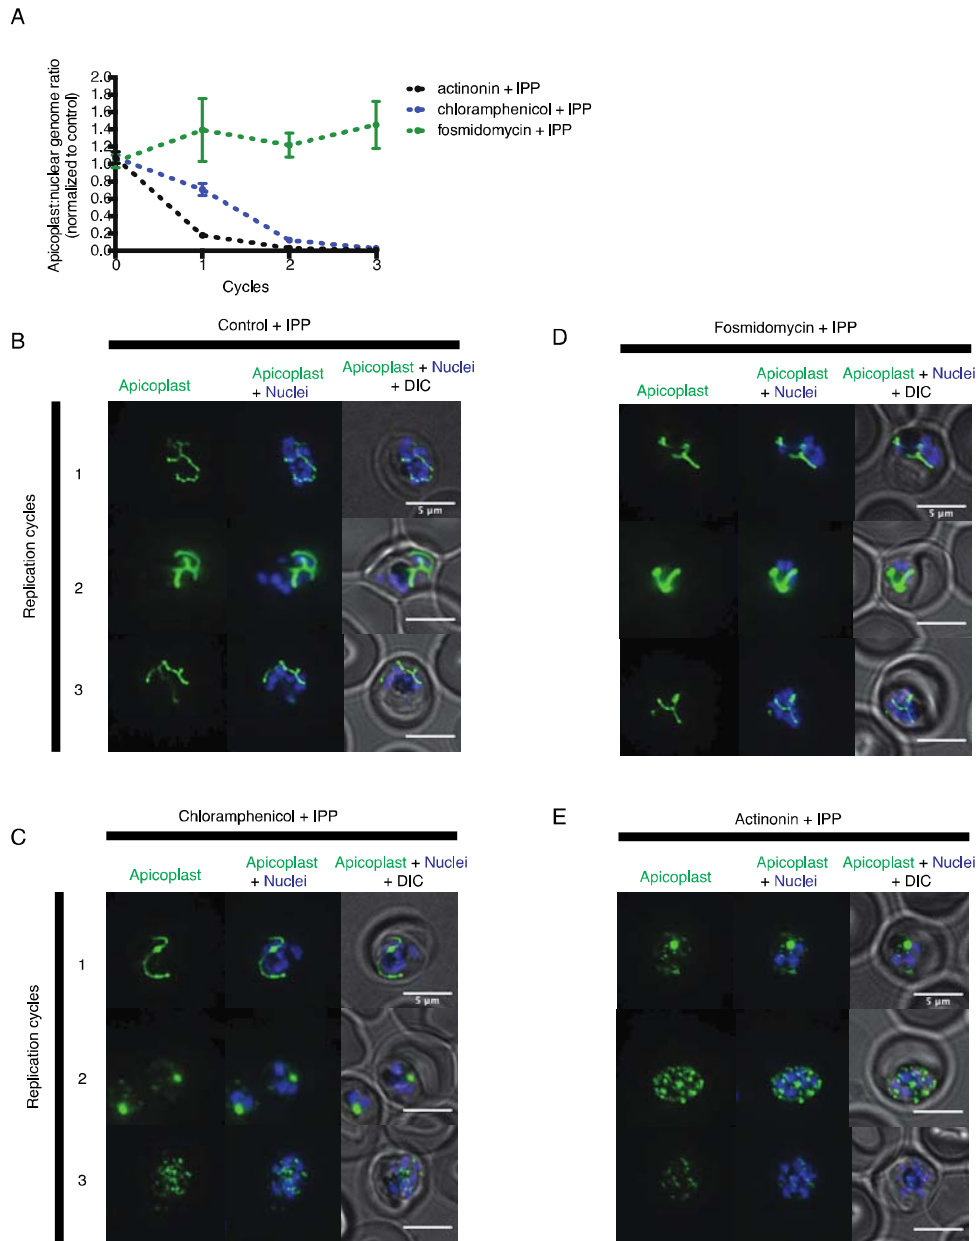 A
Apicoplast:nuclear genome ratio
(normalized to control)
2.0
1.8
1.6
1.4
1.2
1.0
0.8
0.6
0.4
0.2
0.0
0
1
2
3
Cycles
actinonin + IPP
chloramphenicol + IPP
fosmidomycin + IPP
B
Control + IPP
Apicoplast
Apicoplast
+ Nuclei
Apicoplast + Nuclei
+ DIC
Replication cycles
1
5 µm
2
3
D
Fosmidomycin + IPP
Apicoplast
Apicoplast
+ Nuclei
Apicoplast + Nuclei
+ DIC
5 µm
C
Chloramphenicol + IPP
Apicoplast
Apicoplast
+ Nuclei
Apicoplast + Nuclei
+ DIC
Replication cycles
1
5 µm
2
3
E
Actinonin + IPP
Apicoplast
Apicoplast
+ Nuclei
Apicoplast + Nuclei
+ DIC
5 µm